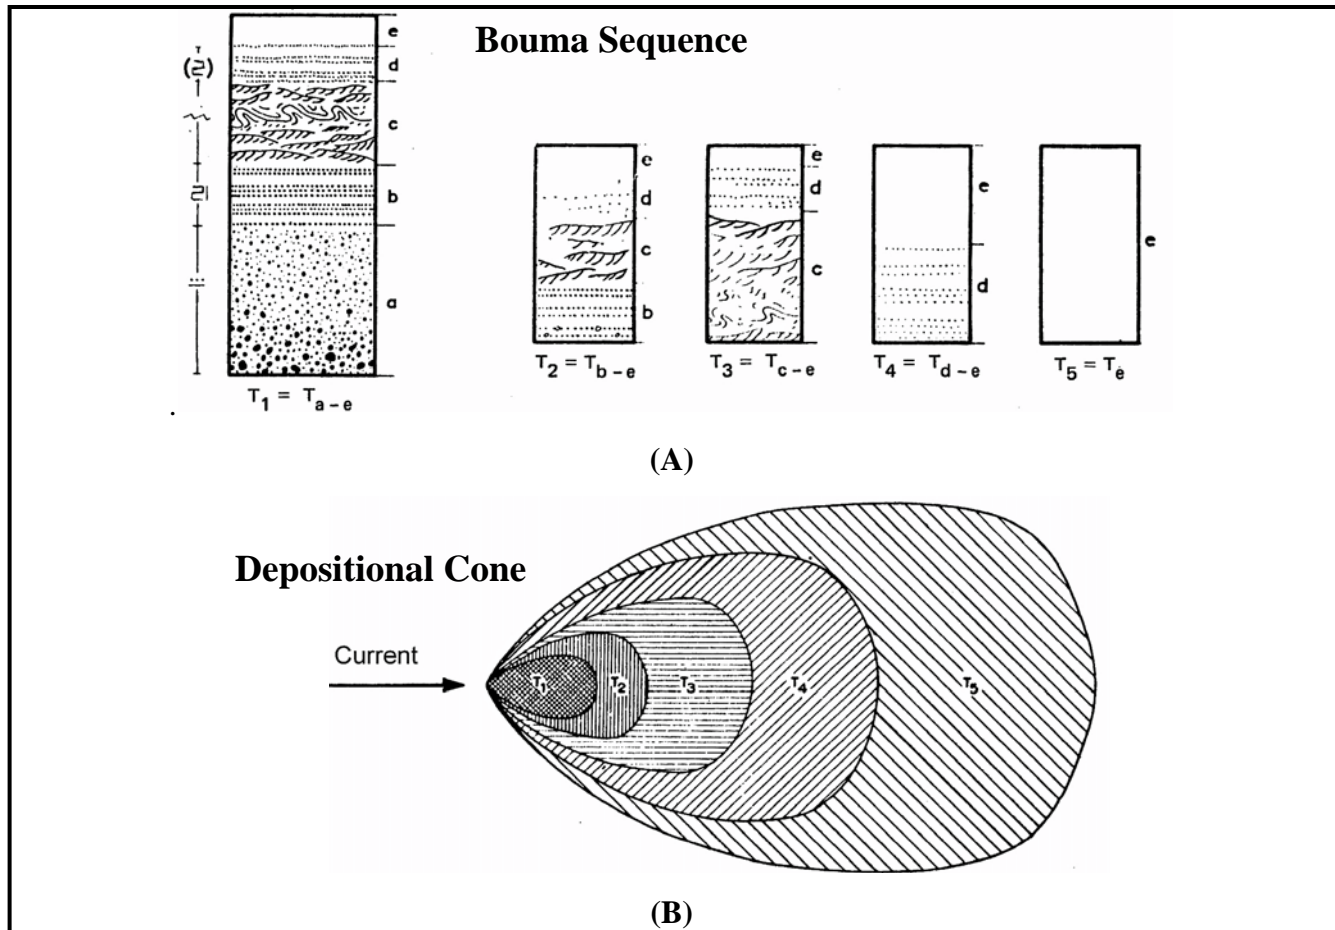 Bouma Sequence
e
d
c
b
a
T1 = Ta-e
e
d
c
b
T2 = Tb-e
e
d
c
T3 = Tc-e
e
d
T4 = Td-e
e
T5 = Te
(A)
Depositional Cone
Current
T1
T2
T3
T4
T5
(B)